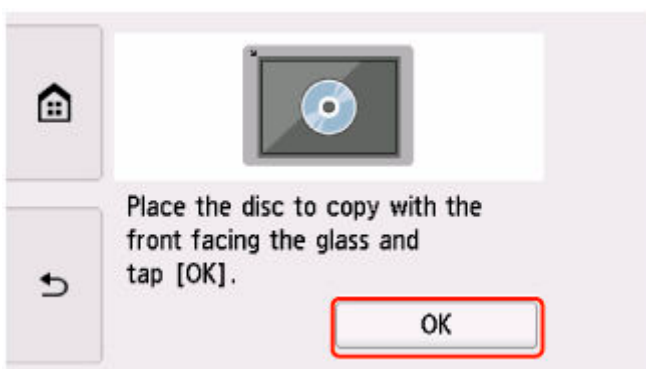 Place the disc to copy with the
front facing the glass and
tap [OK].
OK